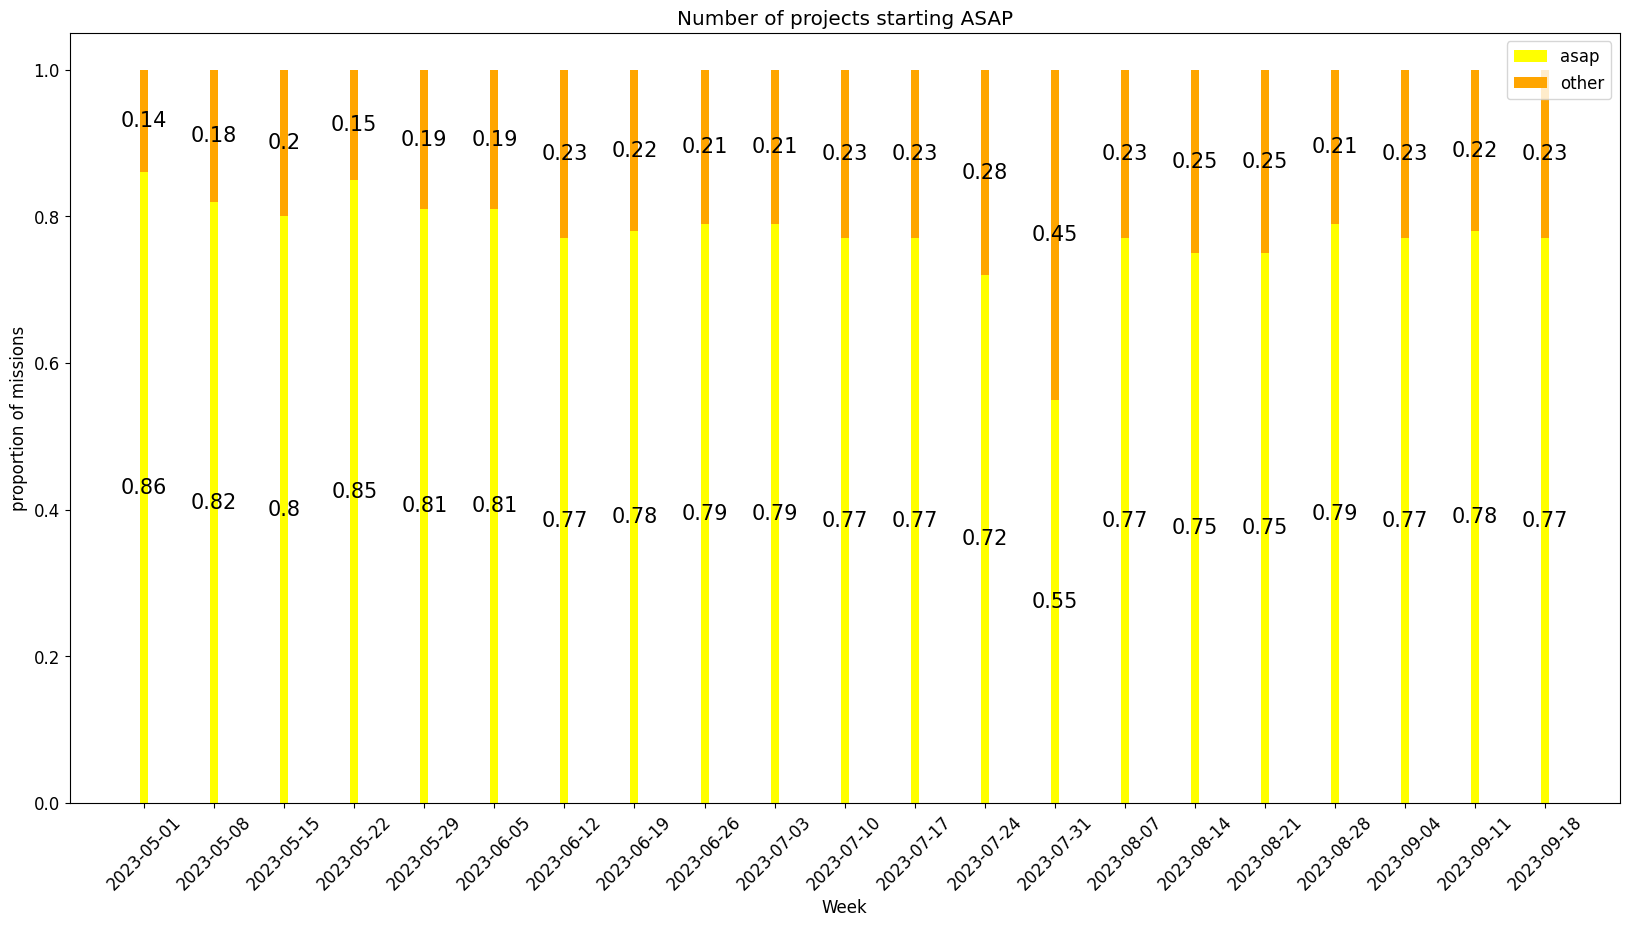 Number of projects starting ASAP
asap
other
proportion of missions
1.0
0.8
0.6
0.4
0.2
0.0
0.14 0.18 0.2 0.15 0.19 0.19 0.23 0.22 0.21 0.21 0.23 0.23 0.28 0.45 0.23 0.25 0.25 0.21 0.23 0.22 0.23
0.86 0.82 0.8 0.85 0.81 0.81 0.77 0.78 0.79 0.79 0.77 0.77 0.72 0.55 0.77 0.75 0.75 0.79 0.77 0.78 0.77
2023-05-01 2023-05-08 2023-05-15 2023-05-22 2023-05-29 2023-06-05 2023-06-12 2023-06-19 2023-06-26 2023-07-03 2023-07-10 2023-07-17 2023-07-24 2023-07-31 2023-08-07 2023-08-14 2023-08-21 2023-08-28 2023-09-04 2023-09-11 2023-09-18
Week